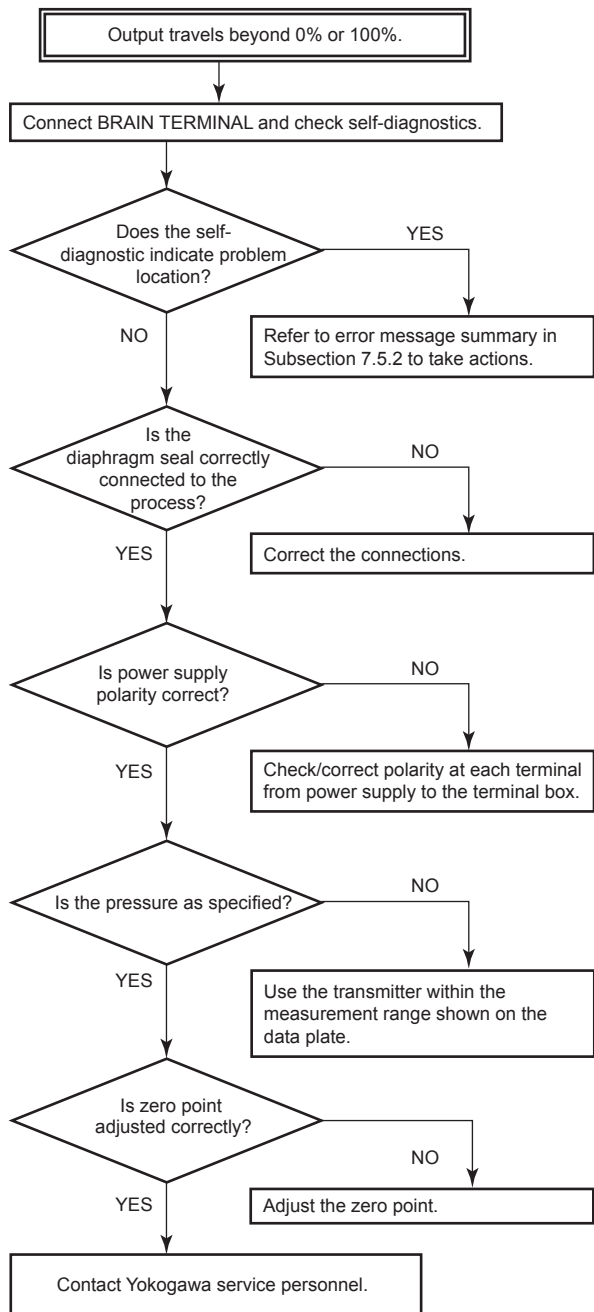 Output travels beyond 0% or 100%.
Connect BRAIN TERMINAL and check self-diagnostics.
Does the self-
diagnostic indicate problem
location?
YES
NO
Refer to error message summary in
Subsection 7.5.2 to take actions.
Is the
diaphragm seal correctly
connected to the
process?
NO
YES
Correct the connections.
Is power supply
polarity correct?
NO
YES
Check/correct polarity at each terminal
from power supply to the terminal box.
Is the pressure as specified?
NO
YES
Use the transmitter within the
measurement range shown on the
data plate.
Is zero point
adjusted correctly?
NO
YES
Adjust the zero point.
Contact Yokogawa service personnel.